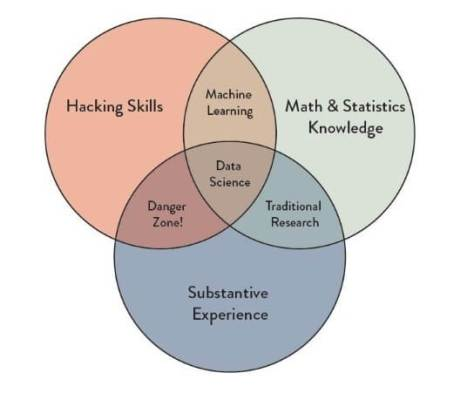 Hacking Skills
Machine
Learning
Math & Statistics
Knowledge
Data
Science
Danger
Zone!
Traditional
Research
Substantive
Experience